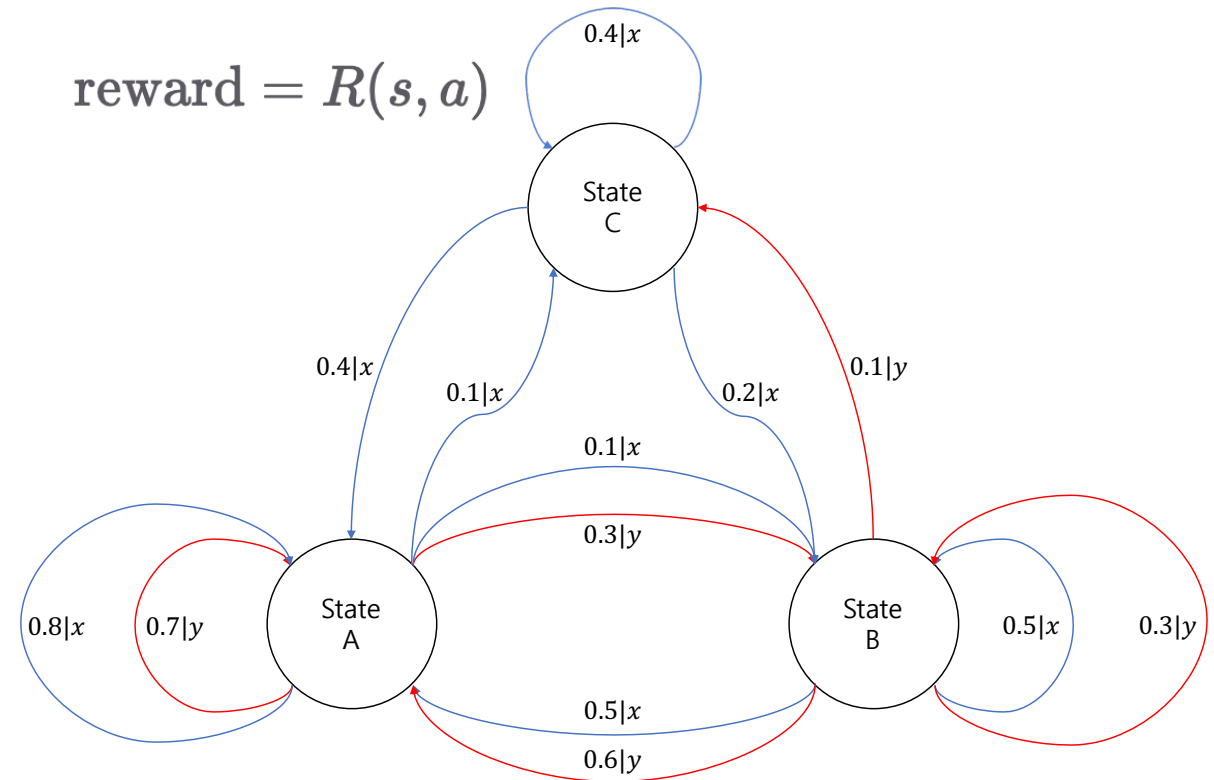 reward = R(s, a)
0.4|x
State
C
0.4|x
0.1|x
0.2|x
0.1|y
0.1|x
0.3|y
0.8|x
0.7|y
State
A
State
B
0.5|x
0.3|y
0.5|x
0.6|y